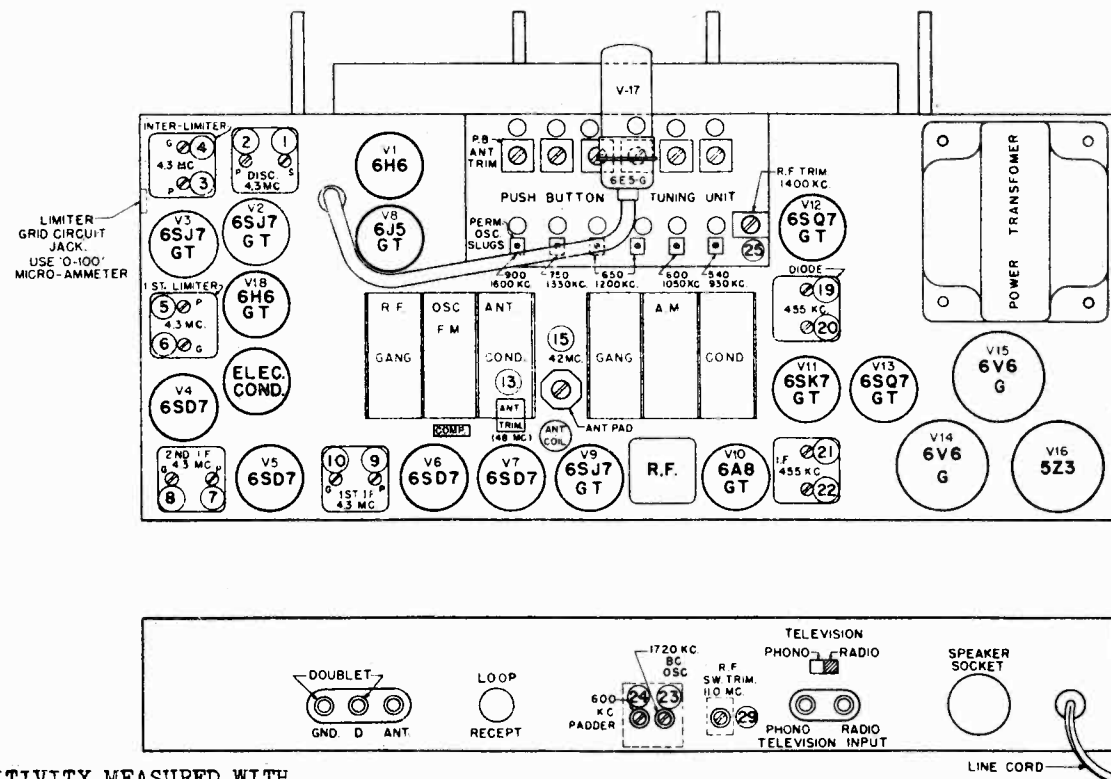 V-17
6E5-G
INTER-LIMITER
G 4
4.3 MC
P 3
2 1
P S
DISC.
4.3 MC
V1
6H6
P.B.
ANT
TRIM
R.F TRIM
1400 KC.
PUSH BUTTON TUNING UNIT
PERM.
OSC.
SLUGS
25
900
1600 KC.
750
1330 KC.
650
1200 KC.
600
1050 KC.
540
930 KC.
V12
6SQ7
GT
POWER TRANSFOMER
LIMITER
GRID CIRCUIT
JACK.
USE '0-100'
MICRO-AMMETER
V3
6SJ7
GT
V2
6SJ7
GT
V8
6J5
GT
1 ST. LIMITER
5 P
4.3 MC.
6 G
V18
6H6
GT
DIODE
19
455 KC
20
R F
GANG
OSC
F M
ANT
COND.
15
42MC.
GANG
A.M
COND
13
ANT
TRIM
(48 MC)
ANT PAD
ANT
COIL
COMP.
V4
6SD7
ELEC.
COND.
V11
6SK7
GT
V13
6SQ7
GT
V15
6V6
G
2ND I F
4.3 MC
G P
8 7
V5
6SD7
10 9
G P
1ST I F
4.3 MC
V6
6SD7
V7
6SD7
V9
6SJ7
GT
R.F.
V10
6A8
GT
I.F
455 KC
21
22
V14
6V6
G
V16
5Z3
DOUBLET
GND. D ANT.
LOOP
RECEPT
1720 KC.
BC
OSC
24 23
600
KC
PADDER
R.F
SW. TRIM.
11.0 MC.
29
TELEVISION
PHONO RADIO
PHONO RADIO
TELEVISION INPUT
SPEAKER
SOCKET
LINE CORD
TIVITY MEASURED WITH